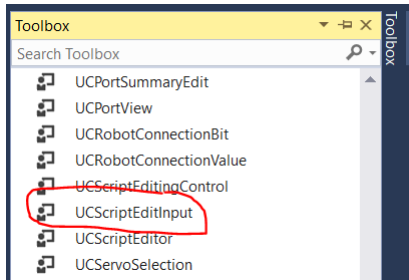 Toolbox
Search Toolbox
UCPortSummaryEdit
UCPortView
UCRobotConnectionBit
UCRobotConnectionValue
UCScriptEditingControl
UCScriptEditInput
UCScriptEditor
UCServoSelection
Toolbox